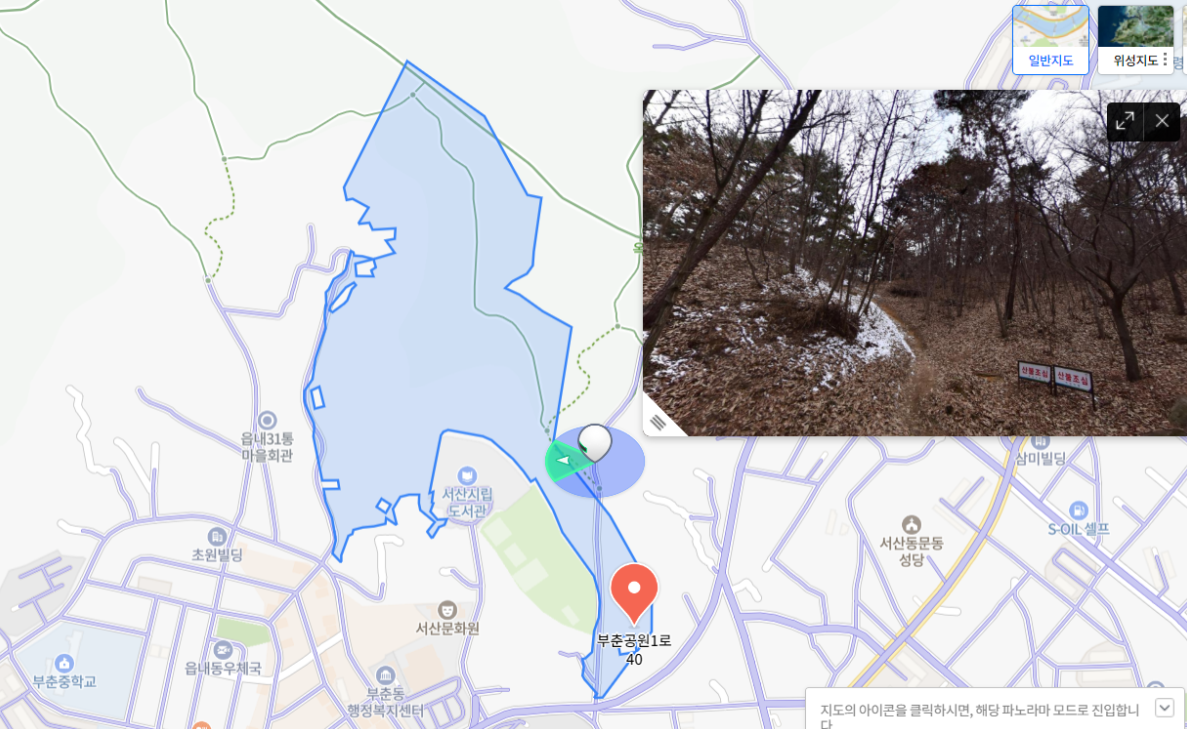 일반지도
위성지도
령
옥
산불조심
산불조심
읍내31통
마을회관
서산시립
도서관
삼미빌딩
S-OIL 셀프
서산동문동
성당
초원빌딩
서산문화원
부춘공원1로
40
읍내동우체국
부춘중학교
부춘동
행정복지센터
지도의 아이콘을 클릭하시면, 해당 파노라마 모드로 진입합니
다